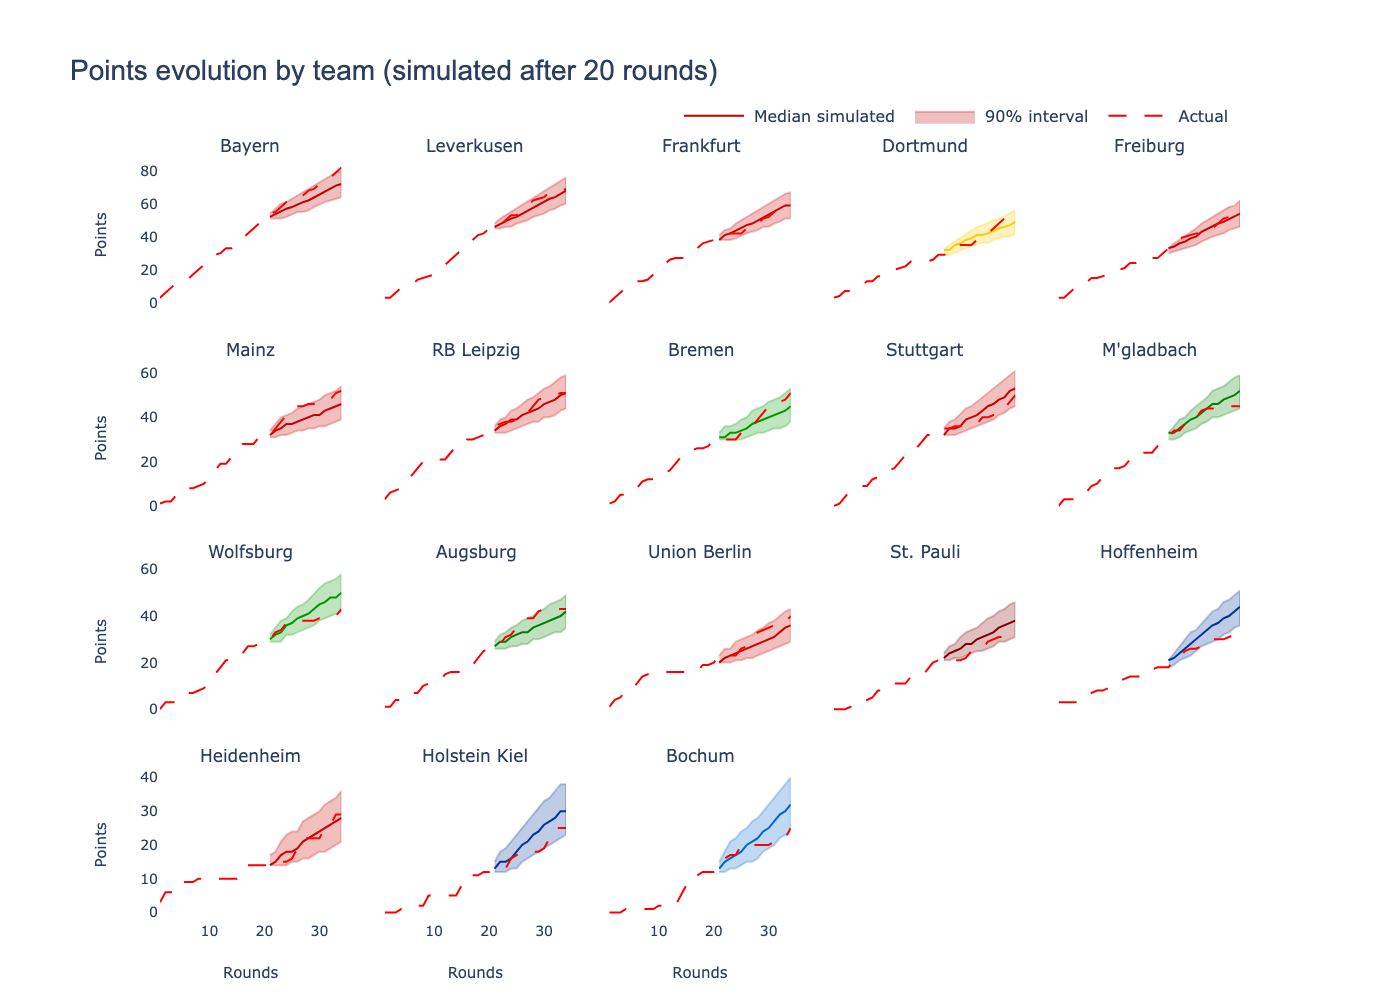 Points evolution by team (simulated after 20 rounds)
Median simulated 90% interval Actual
Bayern Leverkusen Frankfurt Dortmund Freiburg
80
60
40
20
0
Points
Mainz RB Leipzig Bremen Stuttgart M'gladbach
60
40
20
0
Points
Wolfsburg Augsburg Union Berlin St. Pauli Hoffenheim
60
40
20
0
Points
Heidenheim Holstein Kiel Bochum
40
30
20
10
0
Points
10 20 30 10 20 30 10 20 30
Rounds Rounds Rounds